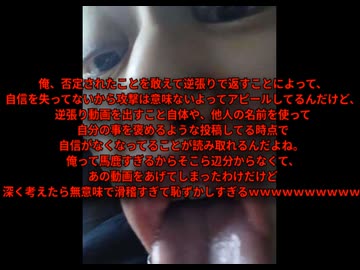 俺、否定されたことを敢えて逆張りで返すことによって、
自信を失ってないから攻撃は意味ないよってアピールしてるんだけど、
逆張り動画を出すこと自体や、他人の名前を使って
自分の事を褒めるような投稿してる時点で
自信がなくなってることが読み取れるんだよね。
俺って馬鹿すぎるからそこら辺分からなくて、
あの動画をあげてしまったわけだけど
深く考えたら無意味で滑稽すぎて恥ずかしすぎるwwwwwwwwwww